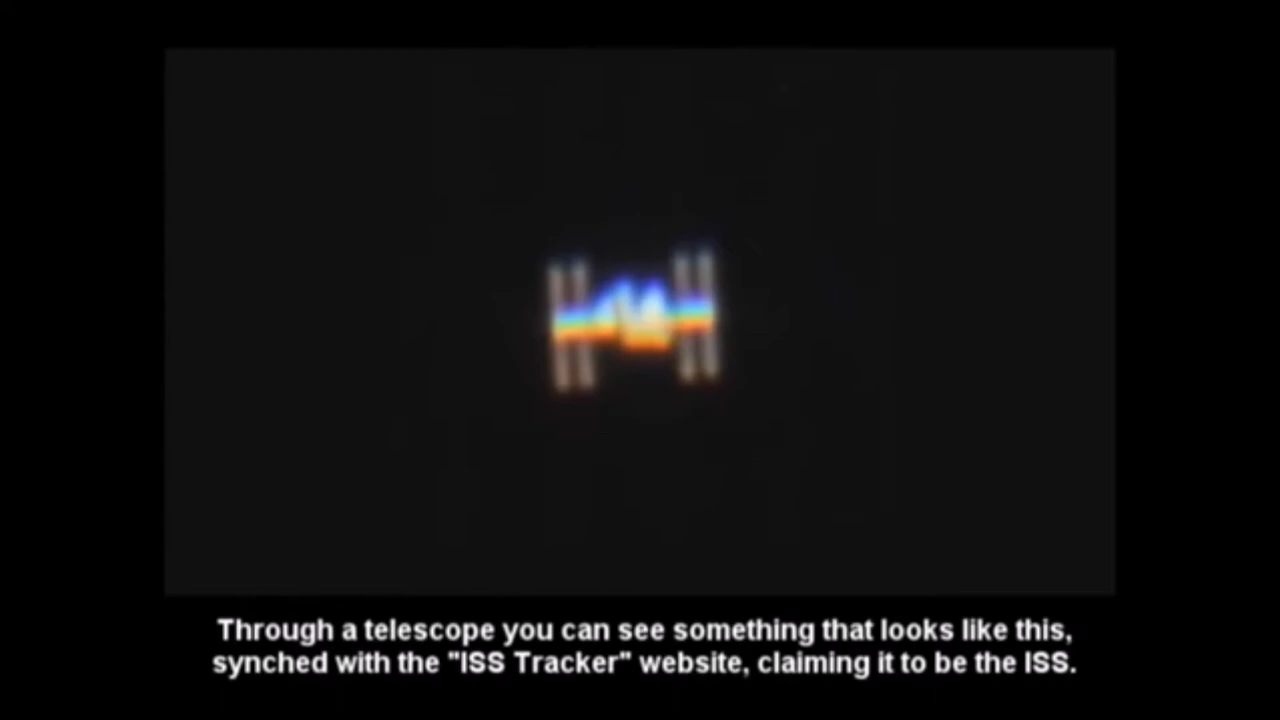 Through a telescope you can see something that looks like this,
synched with the "ISS Tracker" website, claiming it to be the ISS.